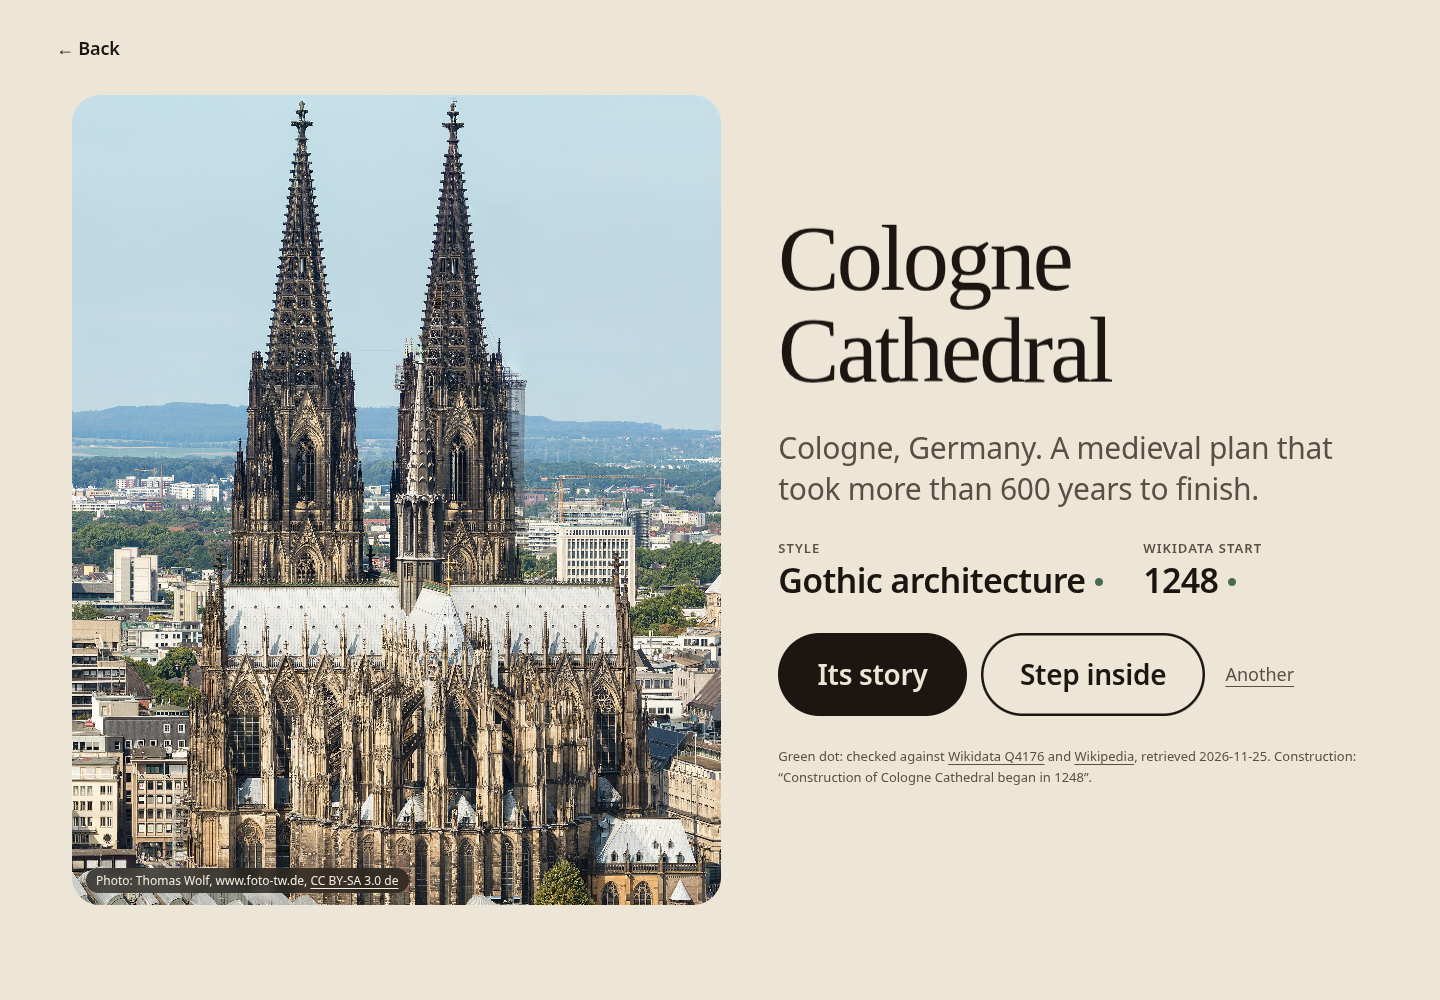 ← Back
Cologne
Cathedral
Cologne, Germany. A medieval plan that
took more than 600 years to finish.
STYLE
Gothic architecture
WIKIDATA START
1248
Its story
Step inside
Another
Green dot: checked against Wikidata Q4176 and Wikipedia, retrieved 2026-11-25. Construction:
“Construction of Cologne Cathedral began in 1248”.
Photo: Thomas Wolf, www.foto-tw.de, CC BY-SA 3.0 de